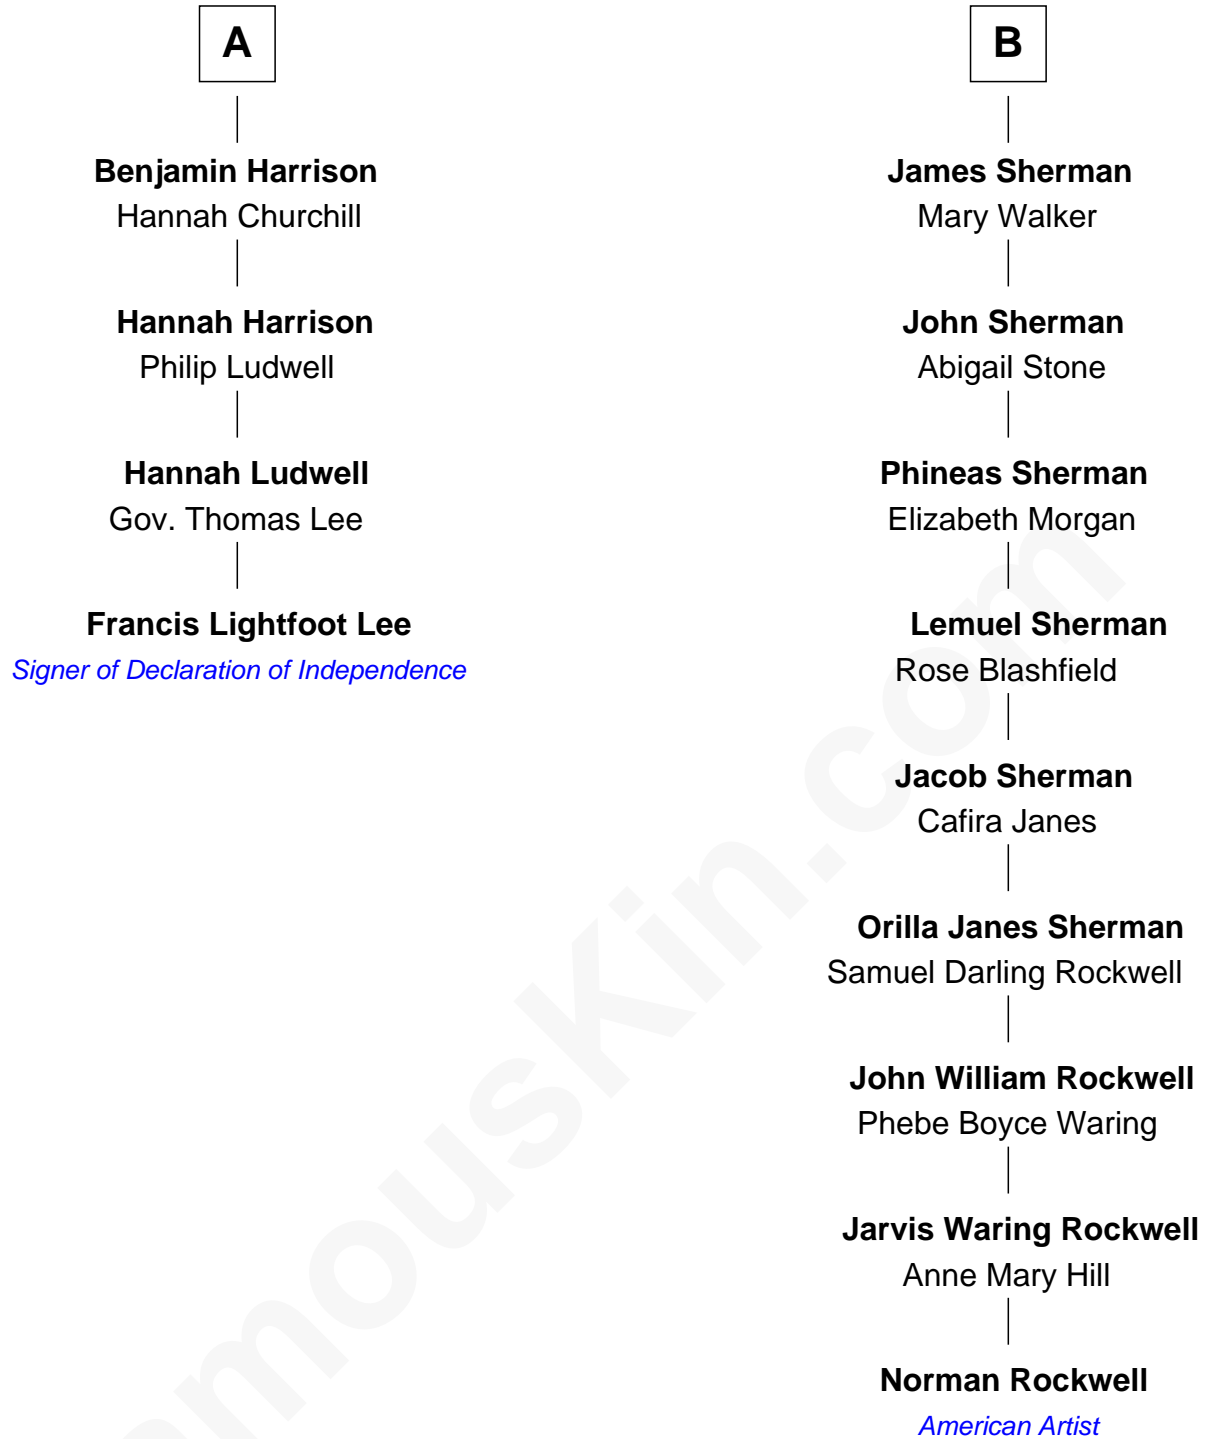 A
Benjamin Harrison
Hannah Churchill
Hannah Harrison
Philip Ludwell
Hannah Ludwell
Gov. Thomas Lee
Francis Lightfoot Lee
Signer of Declaration of Independence
B
James Sherman
Mary Walker
John Sherman
Abigail Stone
Phineas Sherman
Elizabeth Morgan
Lemuel Sherman
Rose Blashfield
Jacob Sherman
Cafira Janes
Orilla Janes Sherman
Samuel Darling Rockwell
John William Rockwell
Phebe Boyce Waring
Jarvis Waring Rockwell
Anne Mary Hill
Norman Rockwell
American Artist
amouskin.com